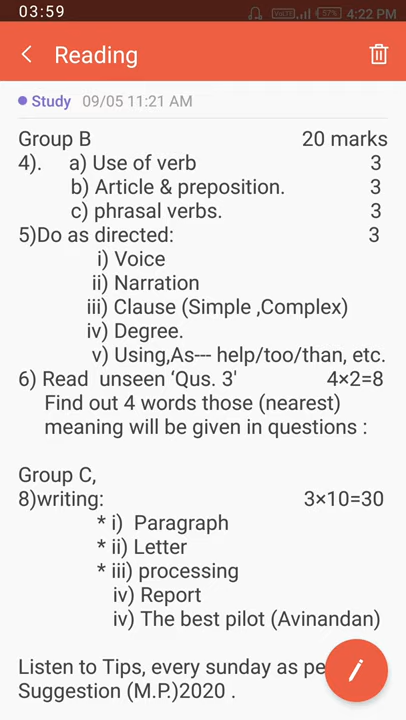 03:59 VoLTE 57% 4:22 PM
Reading
Study 09/05 11:21 AM
Group B 20 marks
4). a) Use of verb 3
b) Article & preposition. 3
c) phrasal verbs. 3
5)Do as directed: 3
i) Voice
ii) Narration
iii) Clause (Simple ,Complex)
iv) Degree.
v) Using,As--- help/too/than, etc.
6) Read unseen ‘Qus. 3' 4×2=8
Find out 4 words those (nearest)
meaning will be given in questions :
Group C,
8)writing: 3×10=30
* i) Paragraph
* ii) Letter
* iii) processing
iv) Report
iv) The best pilot (Avinandan)
Listen to Tips, every sunday as pe
Suggestion (M.P.)2020 .